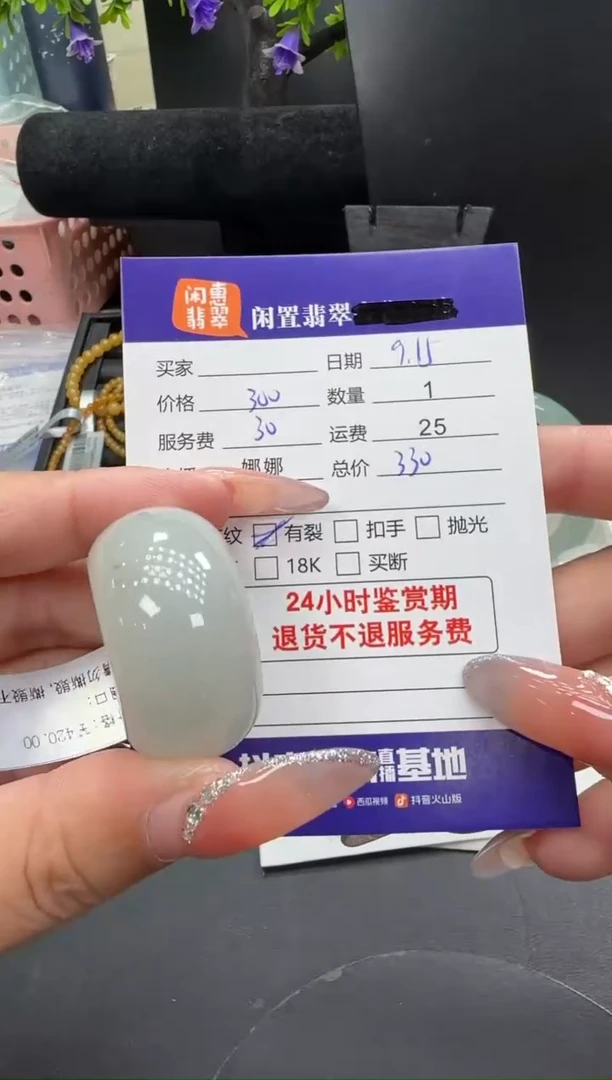 闲惠
翡翠
闲置翡翠
买家 日期 9.15
价格 300 数量 1
服务费 30 运费 25
娜娜 总价 330
纹 有裂 扣手 抛光
18K 买断
24小时鉴赏期
退货不退服务费
¥420.00
播基地
西瓜视频 抖音火山版